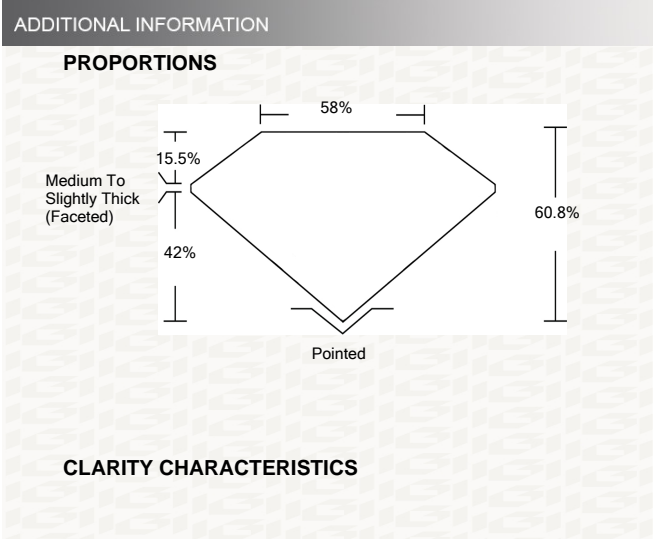 ADDITIONAL INFORMATION
PROPORTIONS
58%
15.5%
Medium To
Slightly Thick
(Faceted)
60.8%
42%
Pointed
CLARITY CHARACTERISTICS